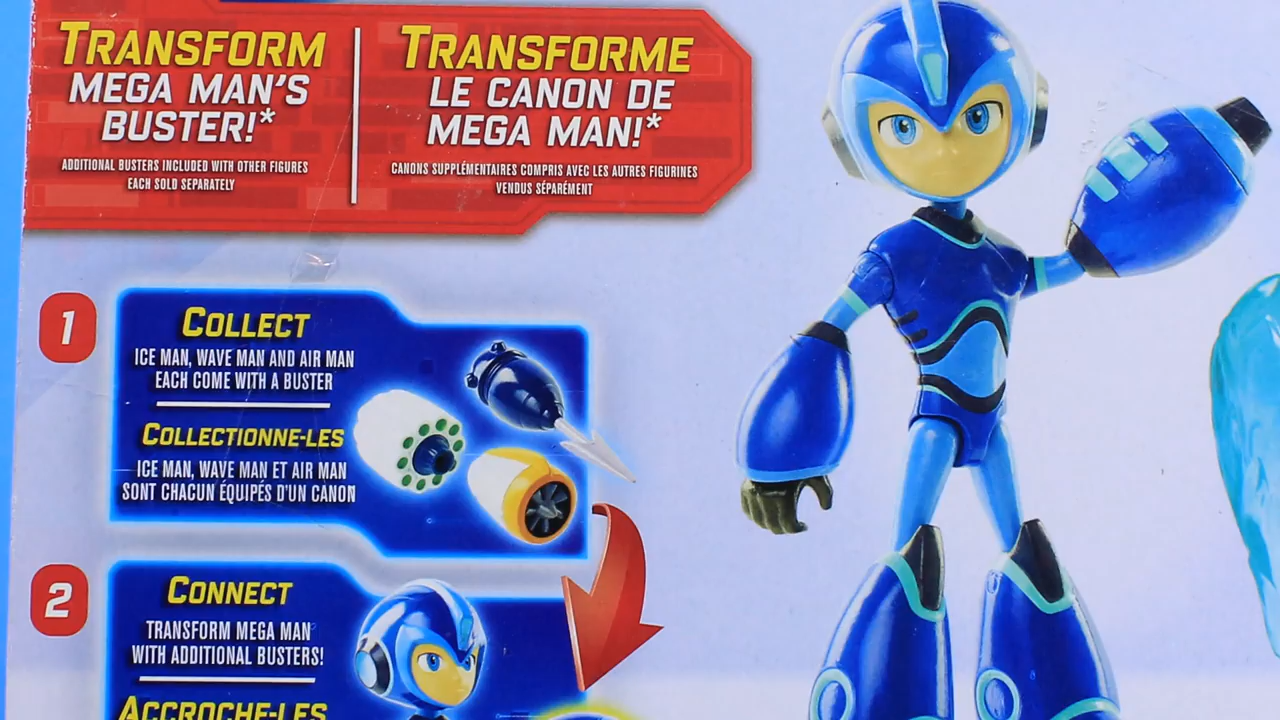 TRANSFORM
MEGA MAN'S
BUSTER!*
ADDITIONAL BUSTERS INCLUDED WITH OTHER FIGURES
EACH SOLD SEPARATELY
TRANSFORME
LE CANON DE
MEGA MAN!*
CANONS SUPPLÉMENTAIRES COMPRIS AVEC LES AUTRES FIGURINES
VENDUS SÉPARÉMENT
1
COLLECT
ICE MAN, WAVE MAN AND AIR MAN
EACH COME WITH A BUSTER
COLLECTIONNE-LES
ICE MAN, WAVE MAN ET AIR MAN
SONT CHACUN ÉQUIPÉS D'UN CANON
2
CONNECT
TRANSFORM MEGA MAN
WITH ADDITIONAL BUSTERS!
ACCROCHE-LES